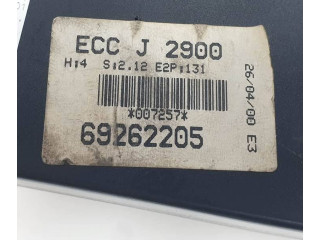 ECC J 2900
H:4 S:2.12 E2P:131
*007257*
69262205
26/04/00 E3